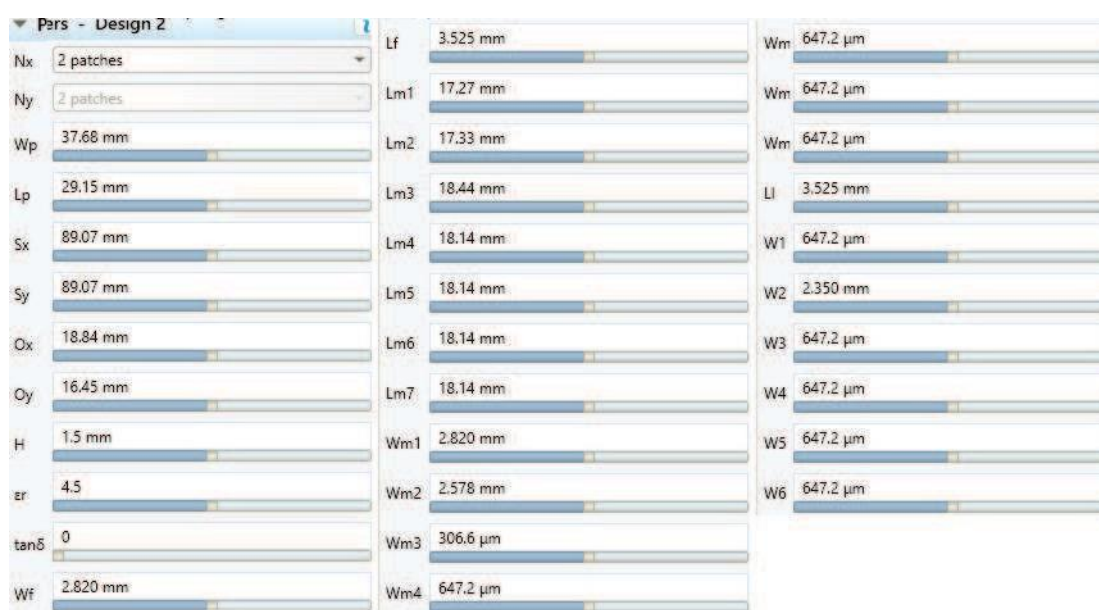 Pers - Design 2
Nx 2 patches
Ny 2 patches
Wp 37.68 mm
Lp 29.15 mm
Sx 89.07 mm
Sy 89.07 mm
Ox 18.84 mm
Oy 16.45 mm
H 1.5 mm
εr 4.5
tanδ 0
Wf 2.820 mm
Lf 3.525 mm
Lm1 17.27 mm
Lm2 17.33 mm
Lm3 18.44 mm
Lm4 18.14 mm
Lm5 18.14 mm
Lm6 18.14 mm
Lm7 18.14 mm
Wm1 2.820 mm
Wm2 2.578 mm
Wm3 306.6 μm
Wm4 647.2 μm
Wm 647.2 μm
Wm 647.2 μm
Wm 647.2 μm
Ll 3.525 mm
W1 647.2 μm
W2 2.350 mm
W3 647.2 μm
W4 647.2 μm
W5 647.2 μm
W6 647.2 μm